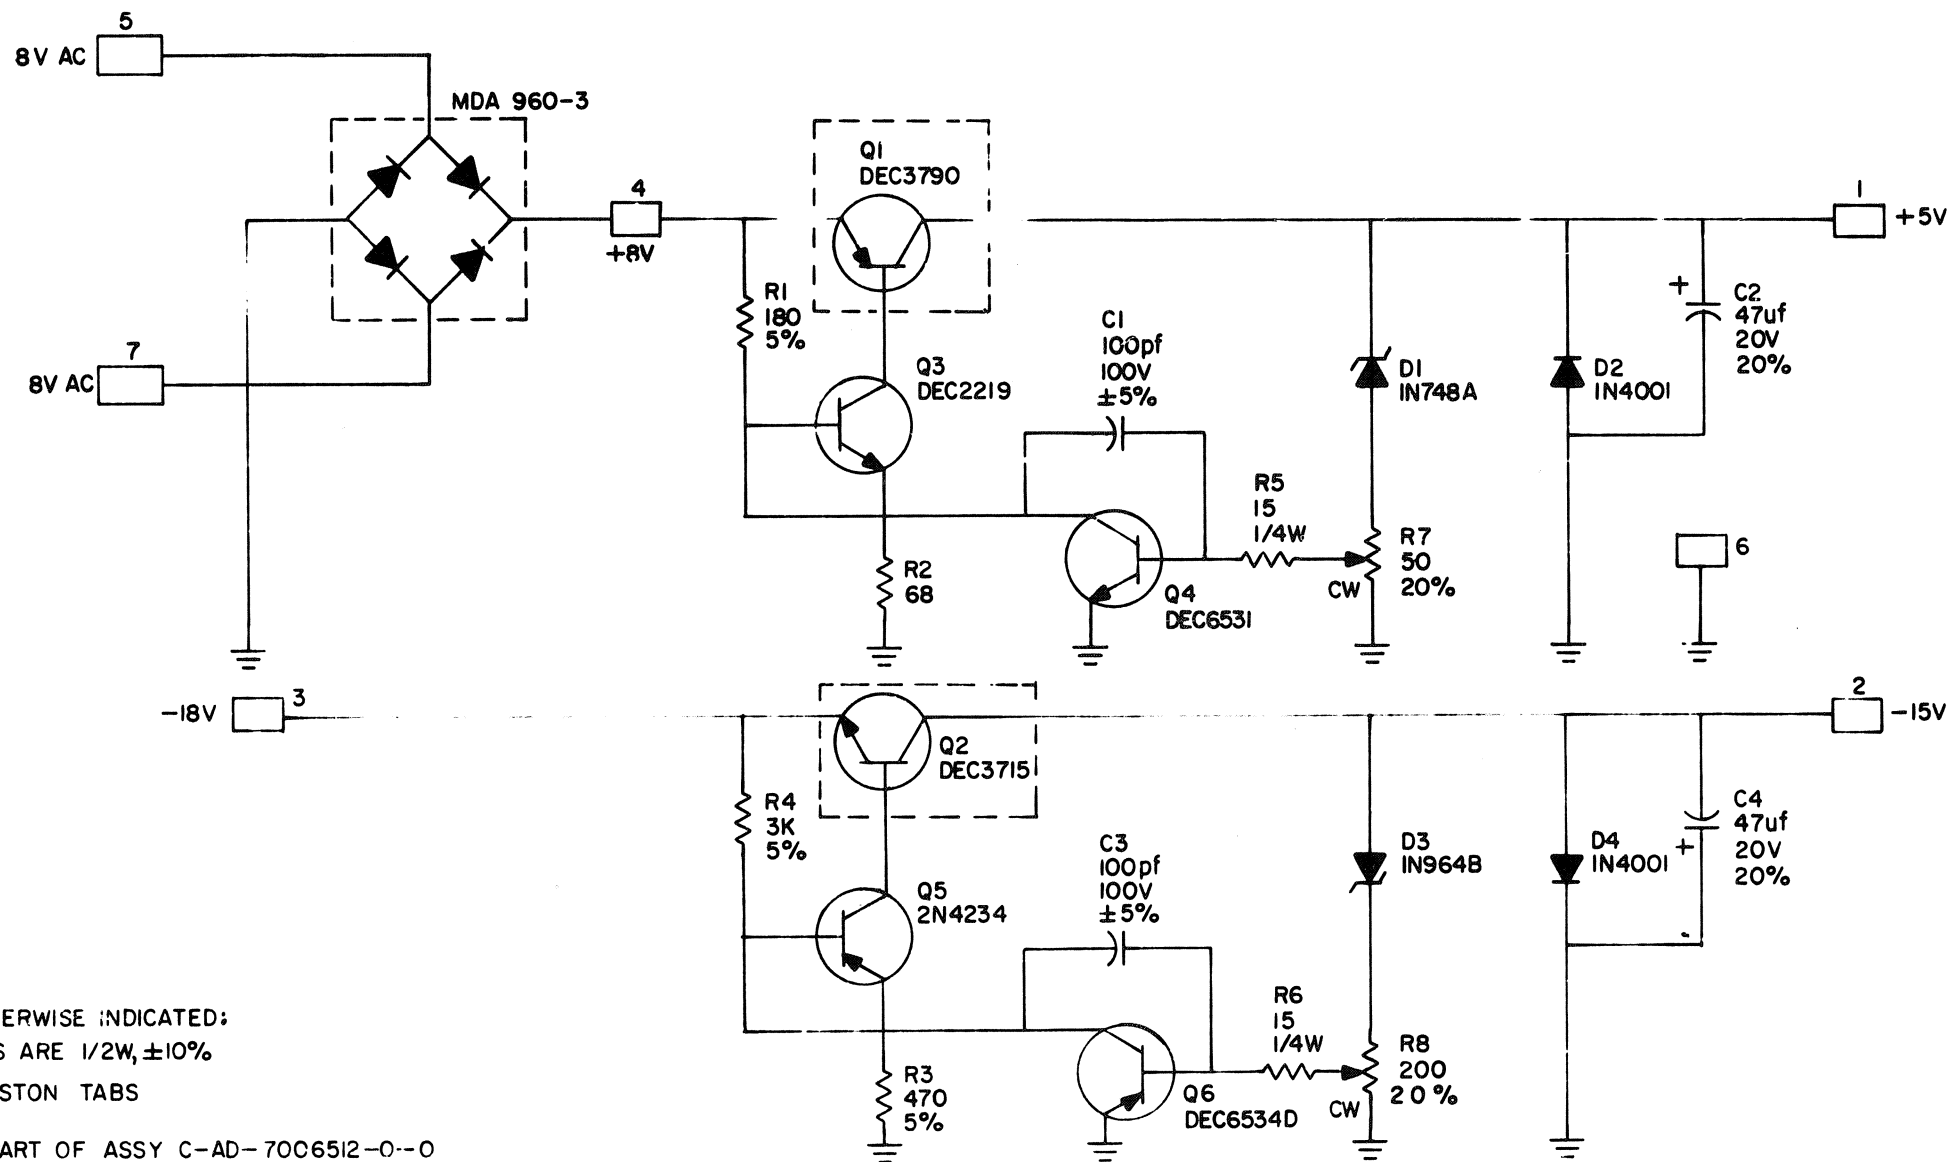 5
8V AC
MDA 960-3
7
8V AC
4
+8V
Q1
DEC3790
R1
180
5%
Q3
DEC2219
R2
68
C1
100pf
100V
±5%
Q4
DEC6531
R5
15
1/4W
D1
IN748A
R7
50
20%
CW
D2
IN4001
C2
47uf
20V
20%
1
+5V
6
-18V
3
Q2
DEC3715
R4
3K
5%
Q5
2N4234
R3
470
5%
C3
100pf
100V
±5%
Q6
DEC6534D
R6
15
1/4W
D3
IN964B
R8
200
20%
CW
D4
IN4001
C4
47uf
20V
20%
2
-15V
ERWISE INDICATED:
S ARE 1/2W, ±10%
STON TABS
ART OF ASSY C-AD-70C6512-0--0